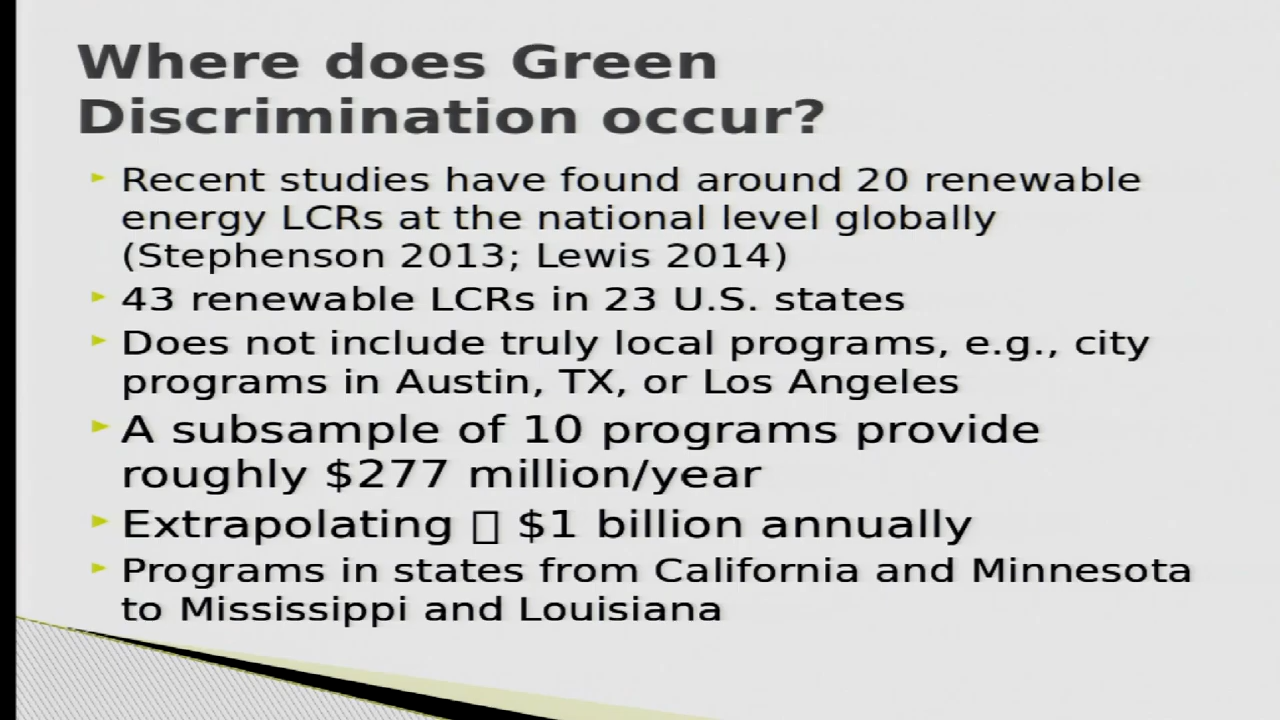 Where does Green
Discrimination occur?
Recent studies have found around 20 renewable
energy LCRs at the national level globally
(Stephenson 2013; Lewis 2014)
43 renewable LCRs in 23 U.S. states
Does not include truly local programs, e.g., city
programs in Austin, TX, or Los Angeles
A subsample of 10 programs provide
roughly $277 million/year
Extrapolating $1 billion annually
Programs in states from California and Minnesota
to Mississippi and Louisiana